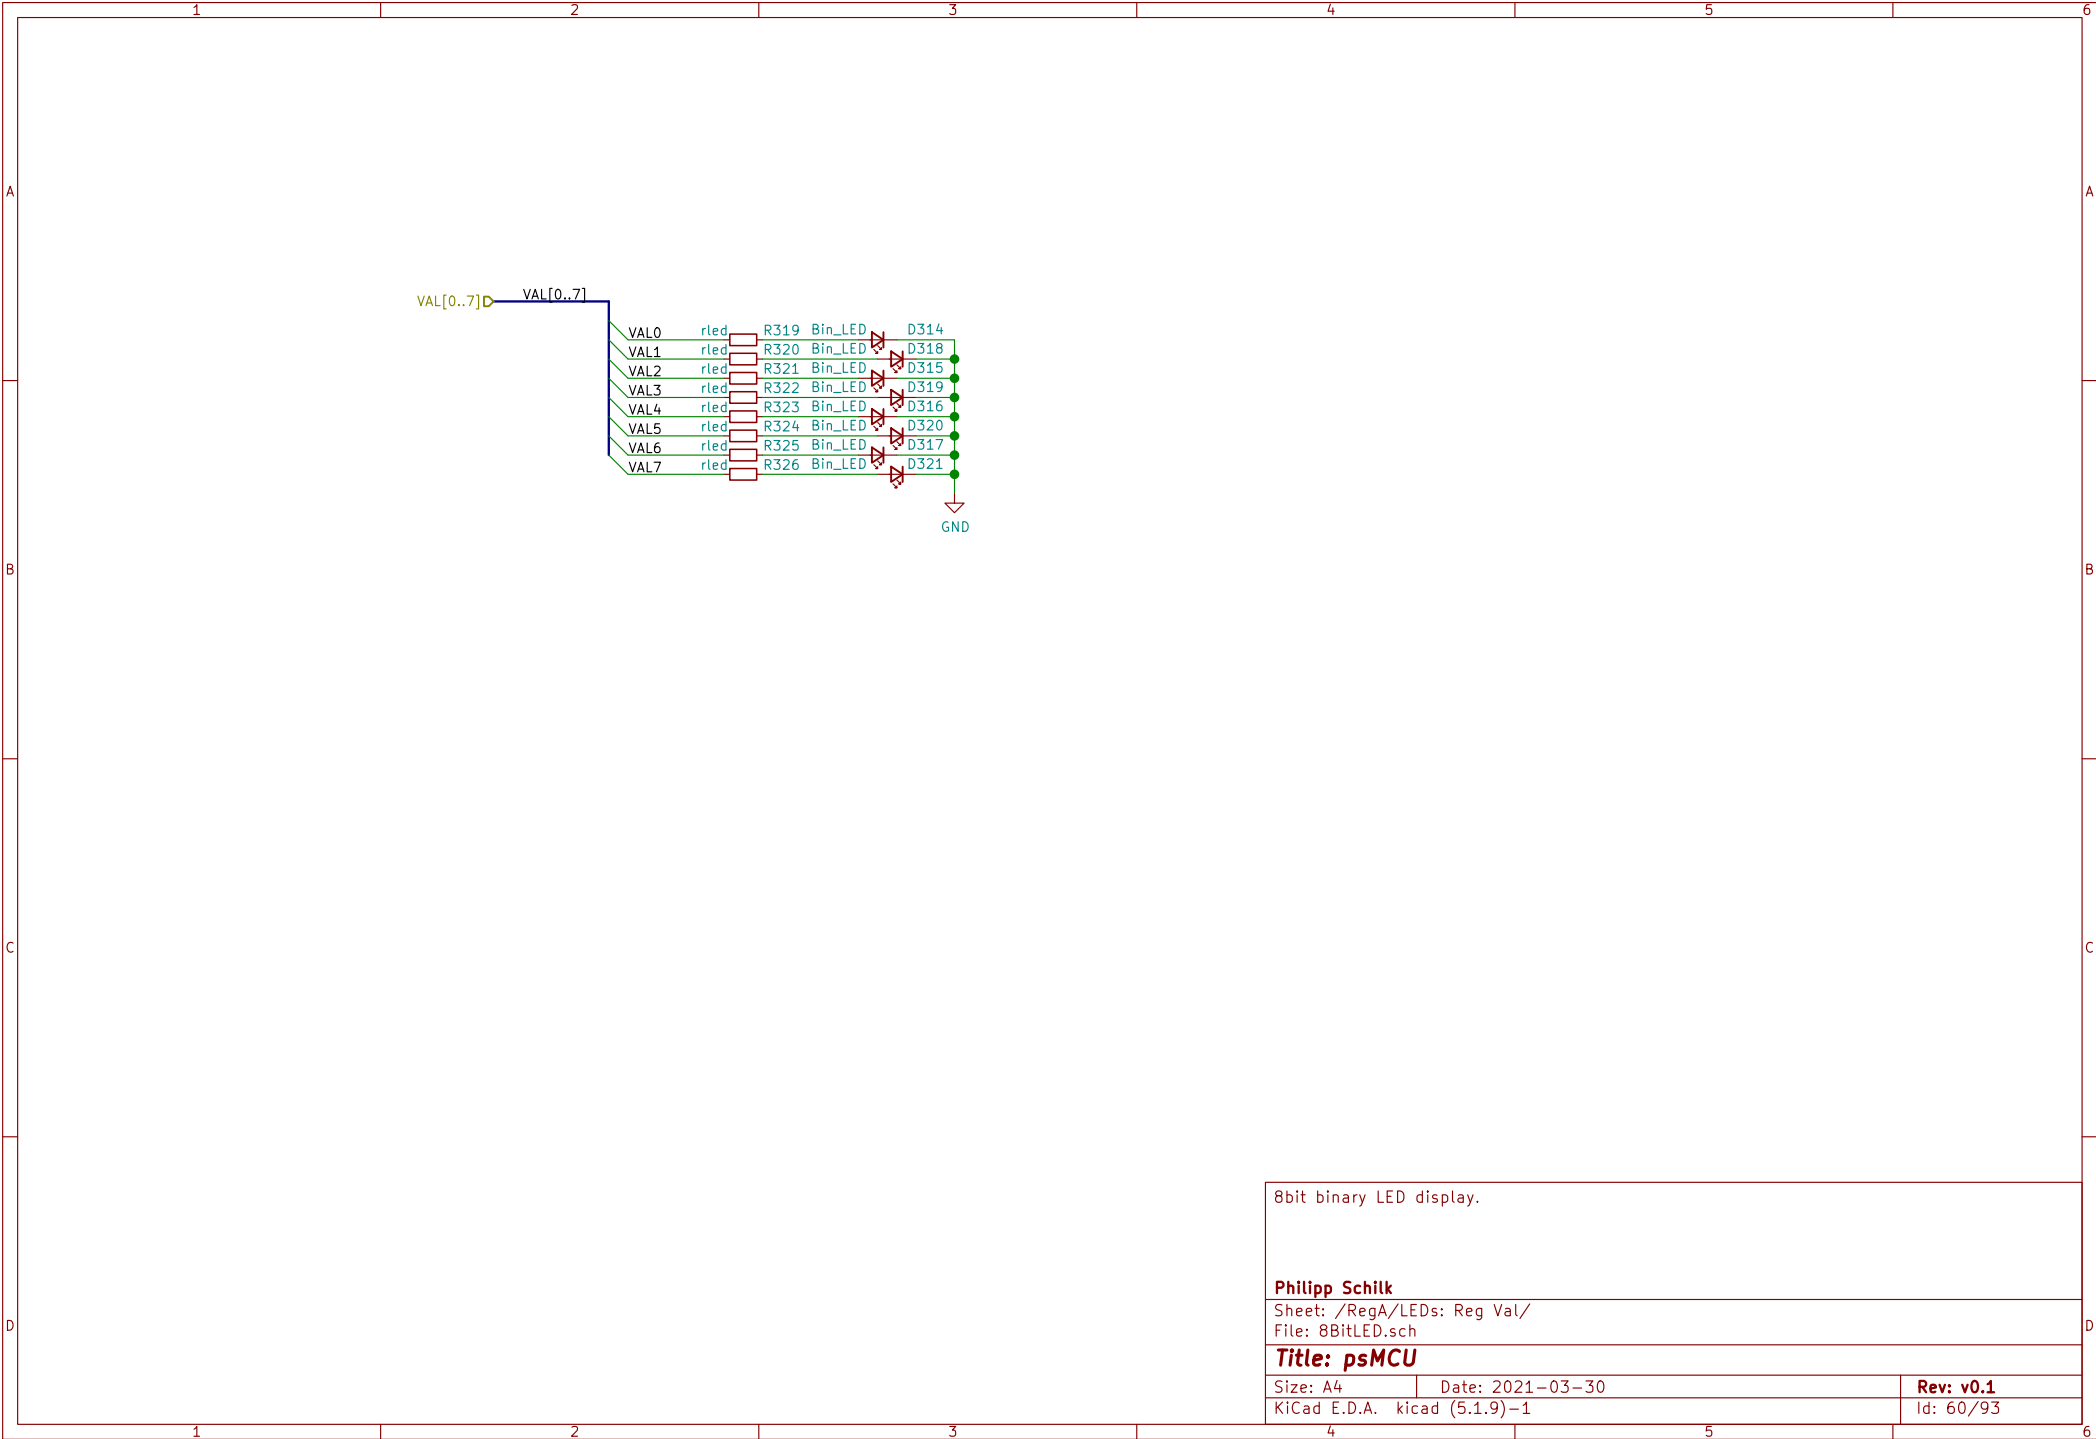 1 2 3 4 5 6
A A
VAL[0..7] VAL[0..7]
VAL0 rled R319 Bin_LED D314
VAL1 rled R320 Bin_LED D318
VAL2 rled R321 Bin_LED D315
VAL3 rled R322 Bin_LED D319
VAL4 rled R323 Bin_LED D316
VAL5 rled R324 Bin_LED D320
VAL6 rled R325 Bin_LED D317
VAL7 rled R326 Bin_LED D321
GND
B B
C C
8bit binary LED display.
Philipp Schilk
Sheet: /RegA/LEDs: Reg Val/
D D
File: 8BitLED.sch
Title: psMCU
Size: A4 Date: 2021-03-30 Rev: v0.1
KiCad E.D.A. kicad (5.1.9)-1 Id: 60/93
1 2 3 4 5 6